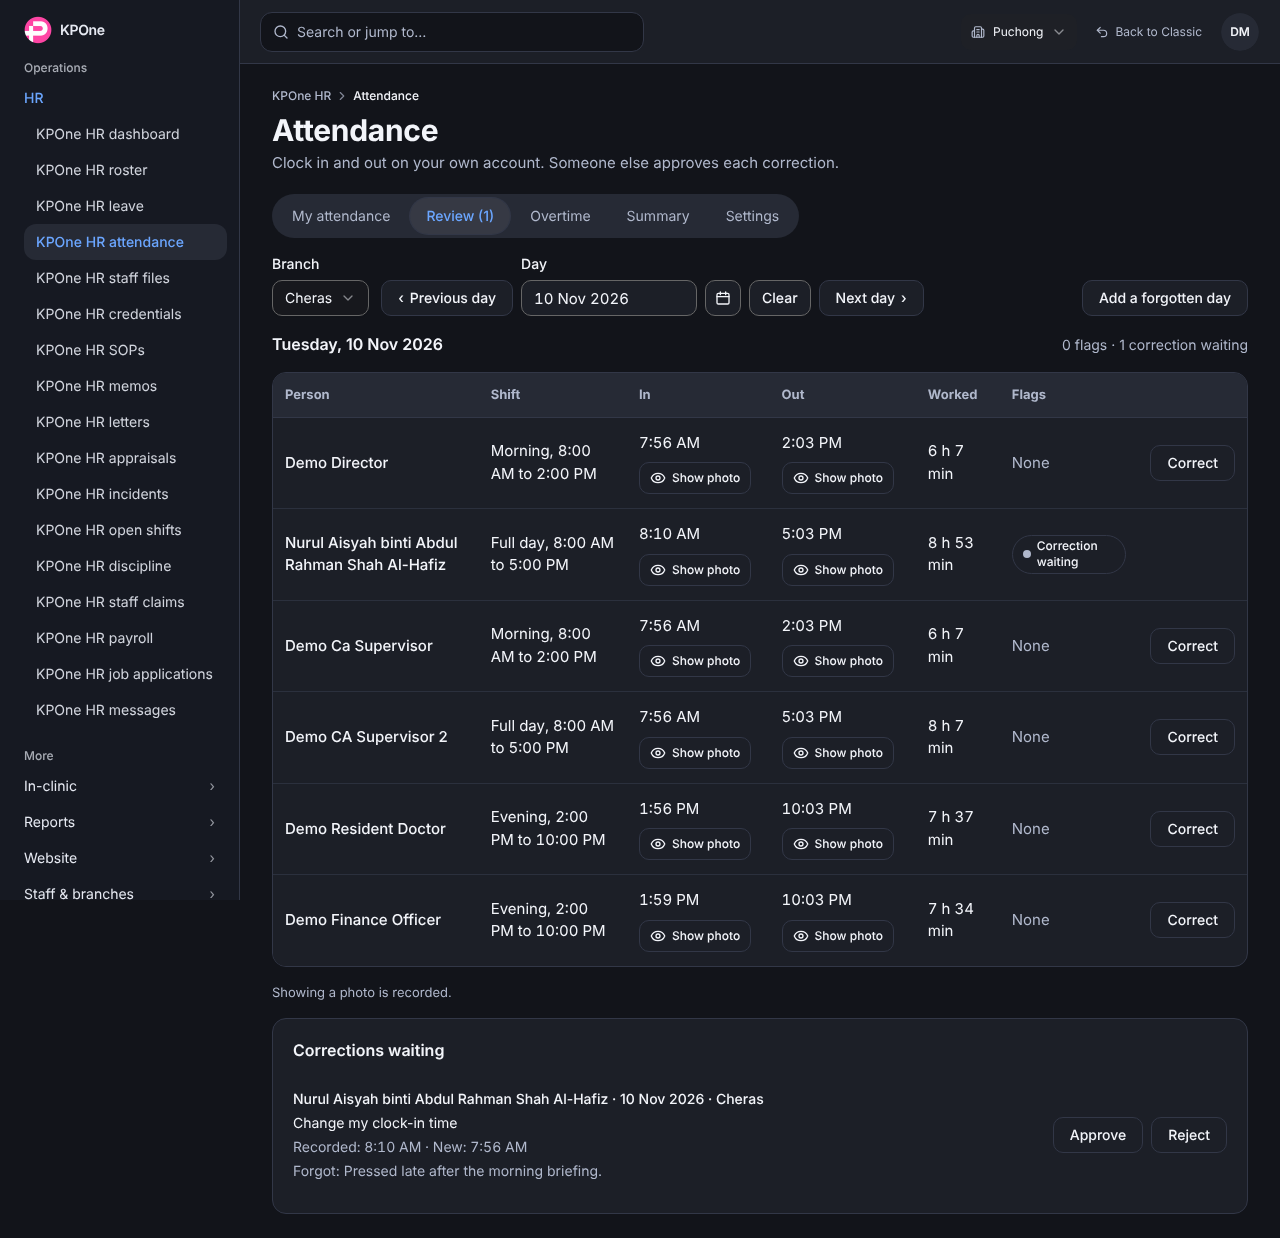 KPOne
Search or jump to...
Puchong
Back to Classic
DM
Operations
HR
KPOne HR dashboard
KPOne HR roster
KPOne HR leave
KPOne HR attendance
KPOne HR staff files
KPOne HR credentials
KPOne HR SOPs
KPOne HR memos
KPOne HR letters
KPOne HR appraisals
KPOne HR incidents
KPOne HR open shifts
KPOne HR discipline
KPOne HR staff claims
KPOne HR payroll
KPOne HR job applications
KPOne HR messages
More
In-clinic
Reports
Website
Staff & branches
KPOne HR > Attendance
Attendance
Clock in and out on your own account. Someone else approves each correction.
My attendance Review (1) Overtime Summary Settings
Branch Day
Cheras ‹ Previous day 10 Nov 2026 Clear Next day › Add a forgotten day
Tuesday, 10 Nov 2026 0 flags · 1 correction waiting
Person Shift In Out Worked Flags
Demo Director
Morning, 8:00
AM to 2:00 PM
7:56 AM
Show photo
2:03 PM
Show photo
6 h 7
min
None
Correct
Nurul Aisyah binti Abdul
Rahman Shah Al-Hafiz
Full day, 8:00 AM
to 5:00 PM
8:10 AM
Show photo
5:03 PM
Show photo
8 h 53
min
Correction
waiting
Demo Ca Supervisor
Morning, 8:00
AM to 2:00 PM
7:56 AM
Show photo
2:03 PM
Show photo
6 h 7
min
None
Correct
Demo CA Supervisor 2
Full day, 8:00 AM
to 5:00 PM
7:56 AM
Show photo
5:03 PM
Show photo
8 h 7
min
None
Correct
Demo Resident Doctor
Evening, 2:00
PM to 10:00 PM
1:56 PM
Show photo
10:03 PM
Show photo
7 h 37
min
None
Correct
Demo Finance Officer
Evening, 2:00
PM to 10:00 PM
1:59 PM
Show photo
10:03 PM
Show photo
7 h 34
min
None
Correct
Showing a photo is recorded.
Corrections waiting
Nurul Aisyah binti Abdul Rahman Shah Al-Hafiz · 10 Nov 2026 · Cheras
Change my clock-in time
Recorded: 8:10 AM · New: 7:56 AM
Forgot: Pressed late after the morning briefing.
Approve Reject